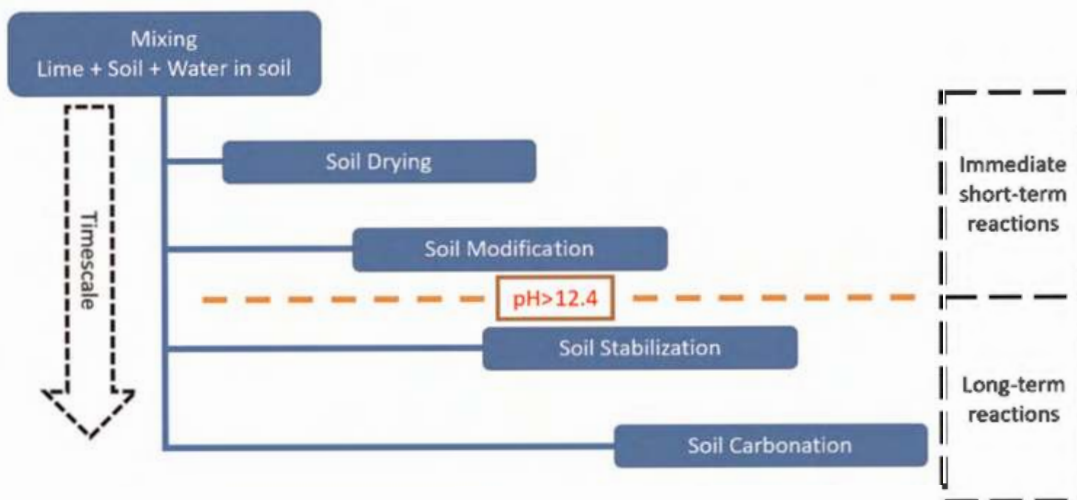 Mixing
Lime + Soil + Water in soil
Timescale
Soil Drying
Soil Modification
pH>12.4
Soil Stabilization
Soil Carbonation
Immediate
short-term
reactions
Long-term
reactions